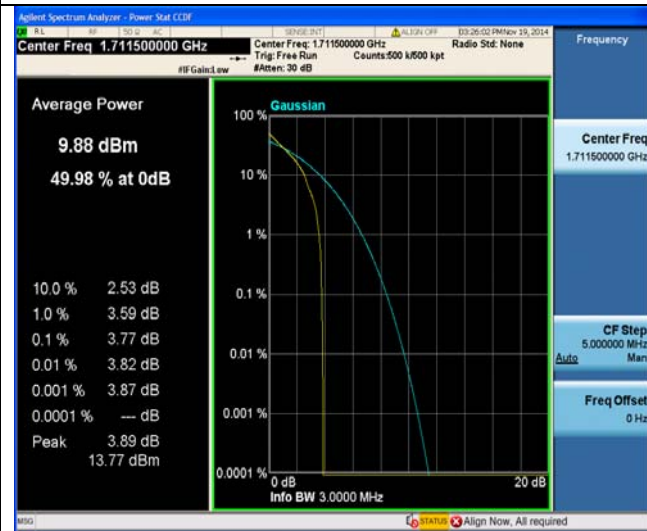 Agilent Spectrum Analyzer - Power Stat CCDF
RL RF 50 Ω AC SENSE:INT ALIGN OFF 03:26:02 PM Nov 19, 2014
Center Freq 1.711500000 GHz
Center Freq: 1.711500000 GHz Radio Std: None
Trig: Free Run Counts:500 k/500 kpt
#IFGain:Low #Atten: 30 dB
Frequency
Average Power
9.88 dBm
49.98 % at 0dB
10.0 % 2.53 dB
1.0 % 3.59 dB
0.1 % 3.77 dB
0.01 % 3.82 dB
0.001 % 3.87 dB
0.0001 % --- dB
Peak 3.89 dB
13.77 dBm
Gaussian
100 %
10 %
1 %
0.1 %
0.01 %
0.001 %
0.0001 %
0 dB 20 dB
Info BW 3.0000 MHz
Center Freq
1.711500000 GHz
CF Step
5.000000 MHz
Auto Man
Freq Offset
0 Hz
MSG STATUS Align Now, All required